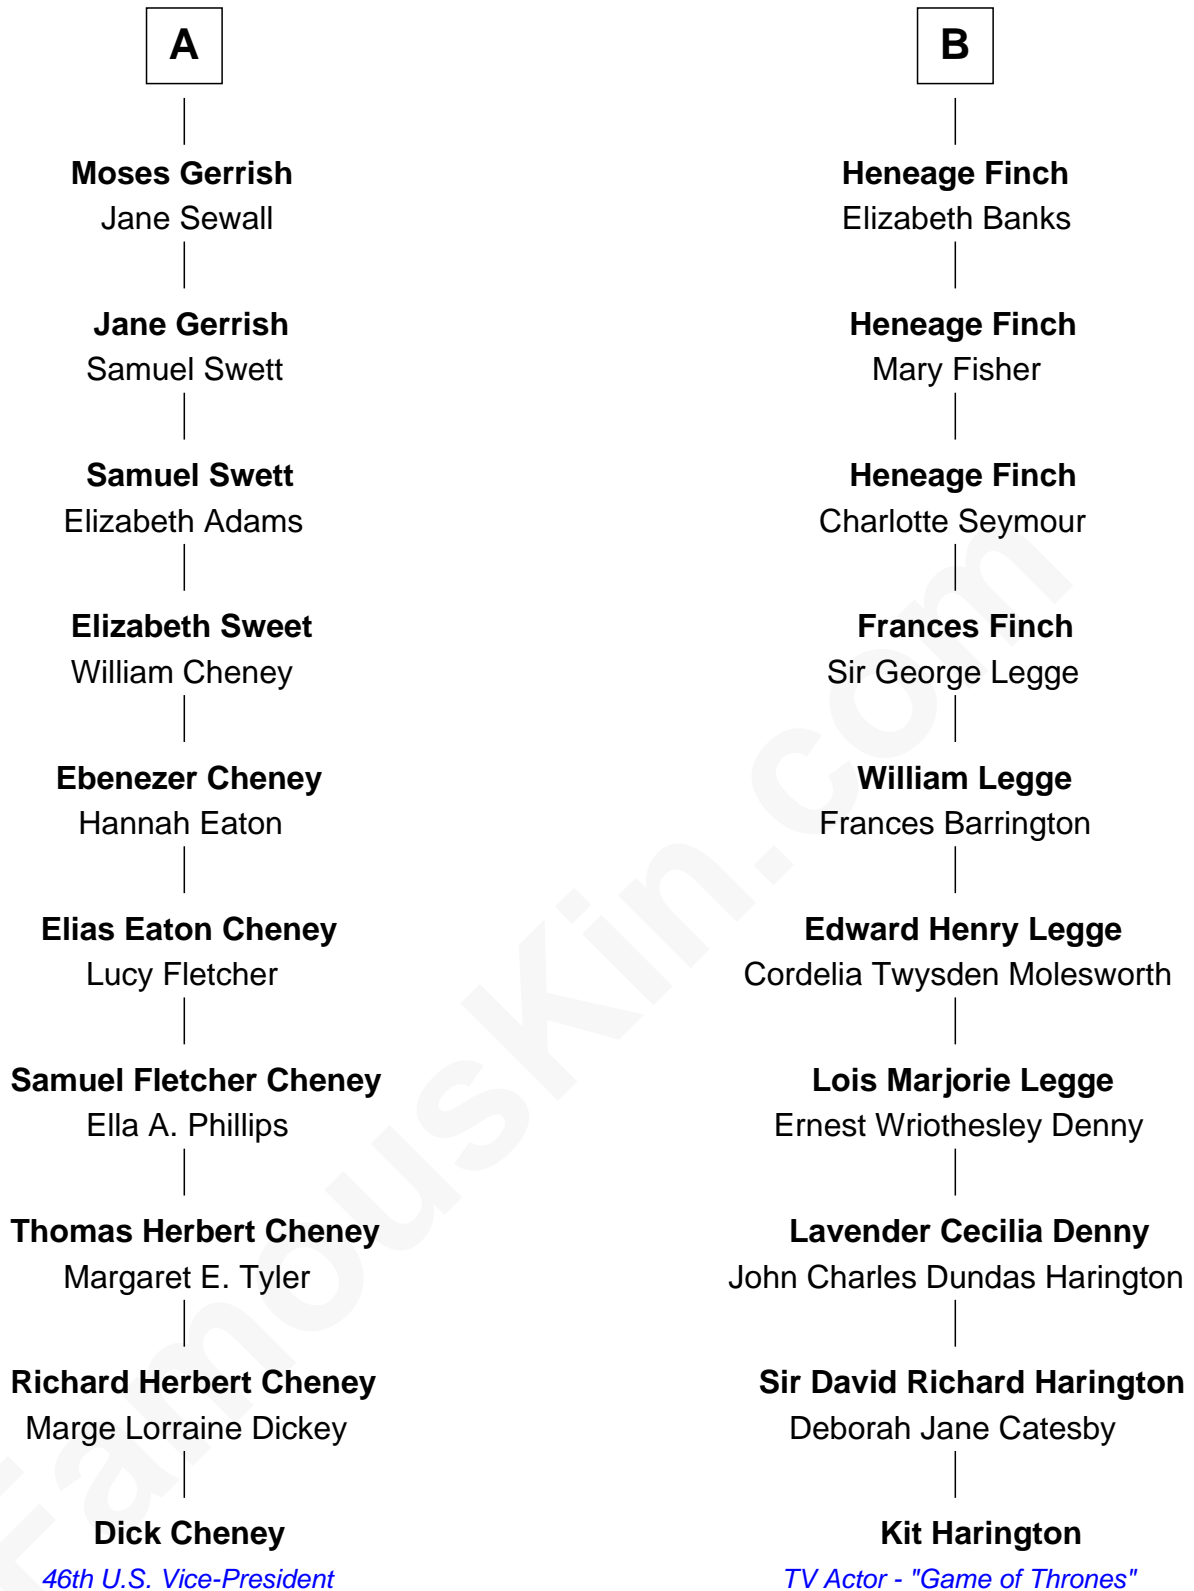 A
Moses Gerrish
Jane Sewall
Jane Gerrish
Samuel Swett
Samuel Swett
Elizabeth Adams
Elizabeth Sweet
William Cheney
Ebenezer Cheney
Hannah Eaton
Elias Eaton Cheney
Lucy Fletcher
Samuel Fletcher Cheney
Ella A. Phillips
Thomas Herbert Cheney
Margaret E. Tyler
Richard Herbert Cheney
Marge Lorraine Dickey
Dick Cheney
46th U.S. Vice-President
B
Heneage Finch
Elizabeth Banks
Heneage Finch
Mary Fisher
Heneage Finch
Charlotte Seymour
Frances Finch
Sir George Legge
William Legge
Frances Barrington
Edward Henry Legge
Cordelia Twysden Molesworth
Lois Marjorie Legge
Ernest Wriothesley Denny
Lavender Cecilia Denny
John Charles Dundas Harington
Sir David Richard Harington
Deborah Jane Catesby
Kit Harington
TV Actor - "Game of Thrones"
FamousKin.com